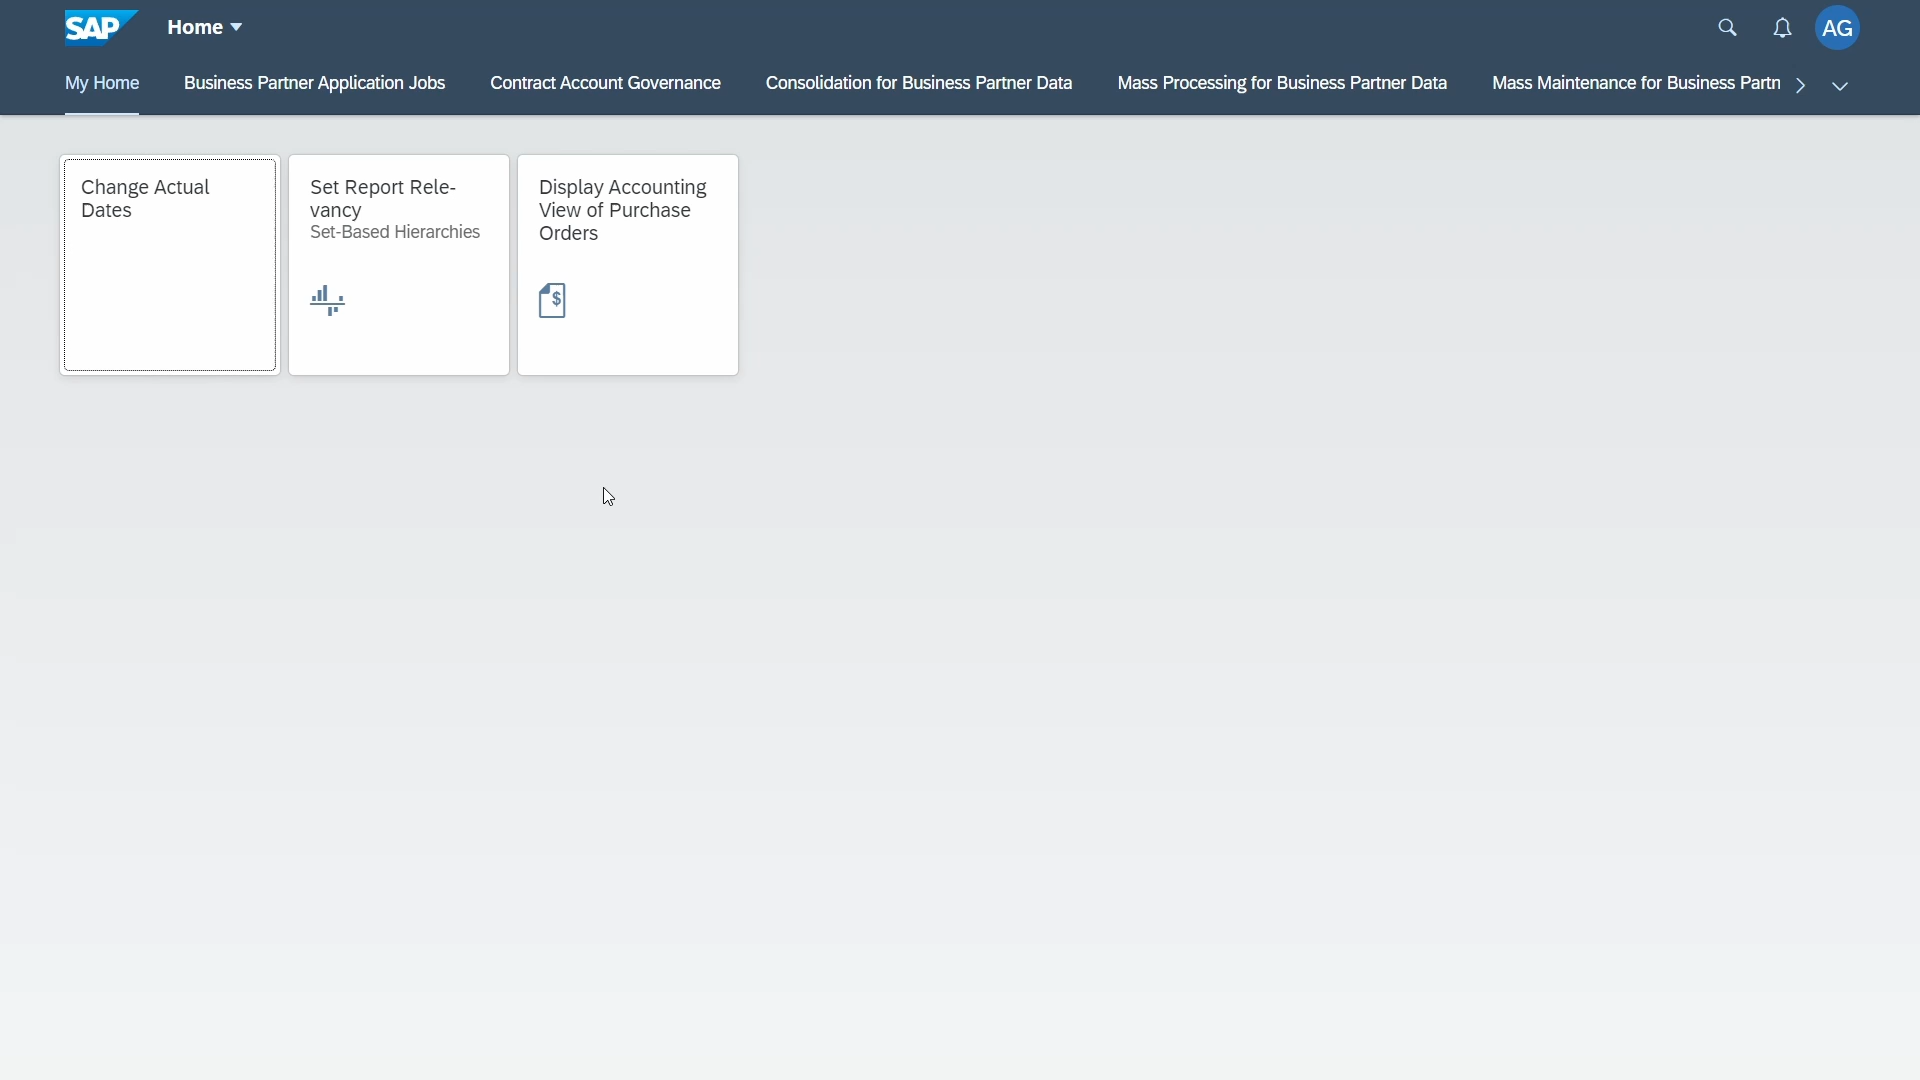 SAP
Home
AG
My Home
Business Partner Application Jobs
Contract Account Governance
Consolidation for Business Partner Data
Mass Processing for Business Partner Data
Mass Maintenance for Business Partn
Change Actual
Dates
Set Report Rele-
vancy
Set-Based Hierarchies
Display Accounting
View of Purchase
Orders
$